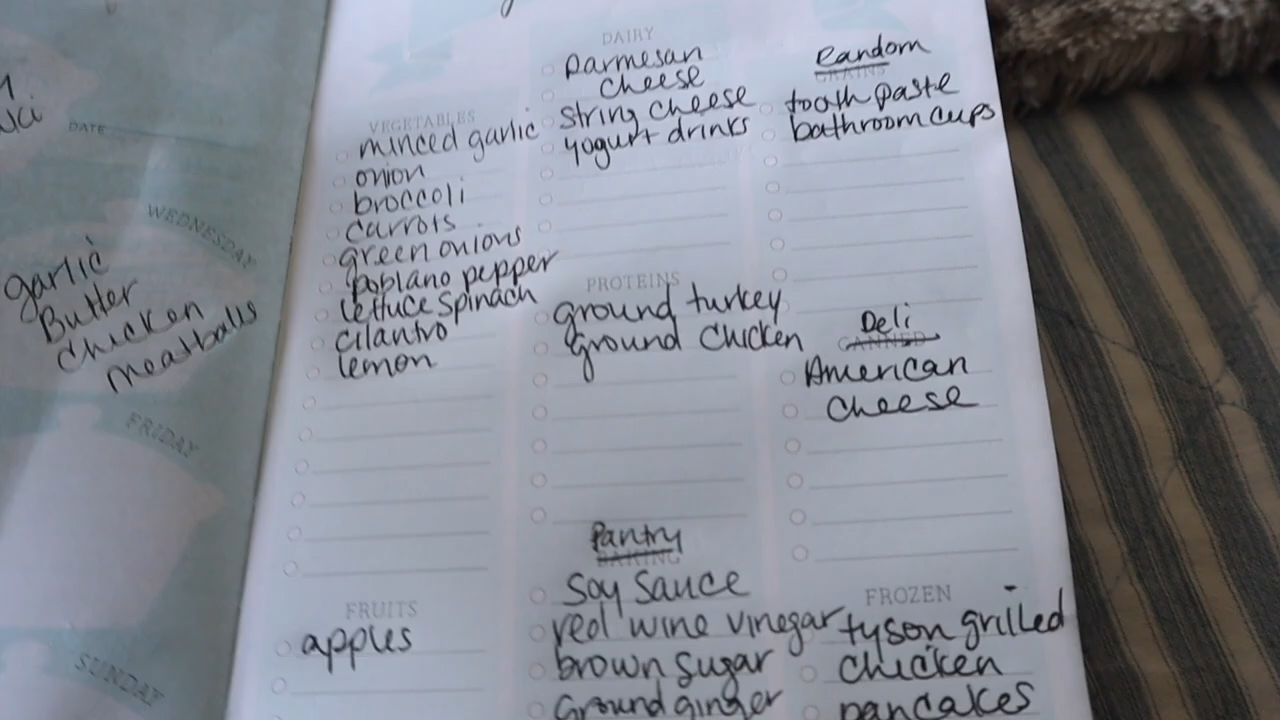 DATE
WEDNESDAY
garlic
Butter
chicken
meatballs
FRIDAY
SUNDAY
VEGETABLES
minced garlic
onion
broccoli
carrots
green onions
poblano pepper
lettuce spinach
cilantro
lemon
FRUITS
apples
DAIRY
parmesan
cheese
string cheese
yogurt drinks
PROTEINS
ground turkey
ground chicken
Pantry
BAKING
soy sauce
red wine vinegar
brown sugar
Ground ginger
Random
GRAINS
tooth paste
bathroom cups
Deli
CANNED
American
cheese
FROZEN
tyson grilled
chicken
pancakes